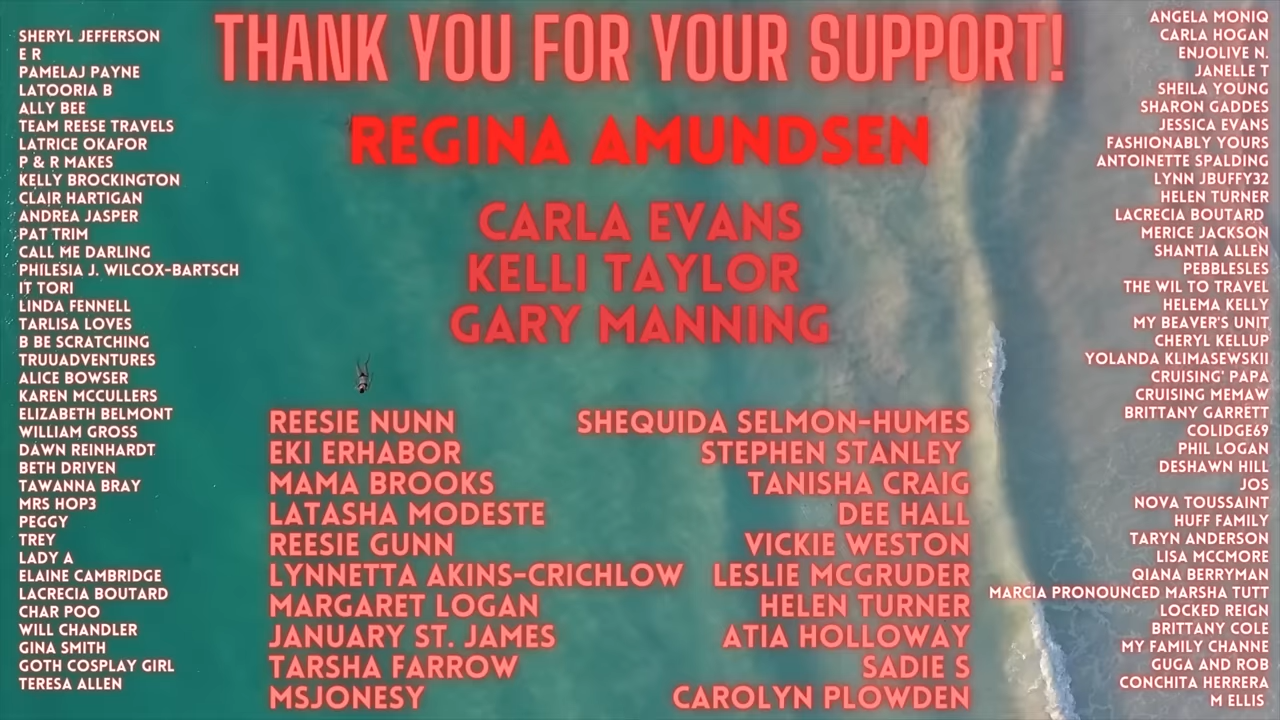 THANK YOU FOR YOUR SUPPORT!
REGINA AMUNDSEN
CARLA EVANS
KELLI TAYLOR
GARY MANNING
SHERYL JEFFERSON
E R
PAMELAJ PAYNE
LATOORIA B
ALLY BEE
TEAM REESE TRAVELS
LATRICE OKAFOR
P & R MAKES
KELLY BROCKINGTON
CLAIR HARTIGAN
ANDREA JASPER
PAT TRIM
CALL ME DARLING
PHILESIA J. WILCOX-BARTSCH
IT TORI
LINDA FENNELL
TARLISA LOVES
B BE SCRATCHING
TRUUADVENTURES
ALICE BOWSER
KAREN MCCULLERS
ELIZABETH BELMONT
WILLIAM GROSS
DAWN REINHARDT
BETH DRIVEN
TAWANNA BRAY
MRS HOP3
PEGGY
TREY
LADY A
ELAINE CAMBRIDGE
LACRECIA BOUTARD
CHAR POO
WILL CHANDLER
GINA SMITH
GOTH COSPLAY GIRL
TERESA ALLEN
REESIE NUNN
EKI ERHABOR
MAMA BROOKS
LATASHA MODESTE
REESIE GUNN
LYNNETTA AKINS-CRICHLOW
MARGARET LOGAN
JANUARY ST. JAMES
TARSHA FARROW
MSJONESY
SHEQUIDA SELMON-HUMES
STEPHEN STANLEY
TANISHA CRAIG
DEE HALL
VICKIE WESTON
LESLIE MCGRUDER
HELEN TURNER
ATIA HOLLOWAY
SADIE S
CAROLYN PLOWDEN
ANGELA MONIQ
CARLA HOGAN
ENJOLIVE N.
JANELLE T
SHEILA YOUNG
SHARON GADDES
JESSICA EVANS
FASHIONABLY YOURS
ANTOINETTE SPALDING
LYNN JBUFFY32
HELEN TURNER
LACRECIA BOUTARD
MERICE JACKSON
SHANTIA ALLEN
PEBBLESLES
THE WIL TO TRAVEL
HELEMA KELLY
MY BEAVER'S UNIT
CHERYL KELLUP
YOLANDA KLIMASEWSKII
CRUISING' PAPA
CRUISING MEMAW
BRITTANY GARRETT
COLIDGE69
PHIL LOGAN
DESHAWN HILL
JOS
NOVA TOUSSAINT
HUFF FAMILY
TARYN ANDERSON
LISA MCCMORE
QIANA BERRYMAN
MARCIA PRONOUNCED MARSHA TUTT
LOCKED REIGN
BRITTANY COLE
MY FAMILY CHANNE
GUGA AND ROB
CONCHITA HERRERA
M ELLIS